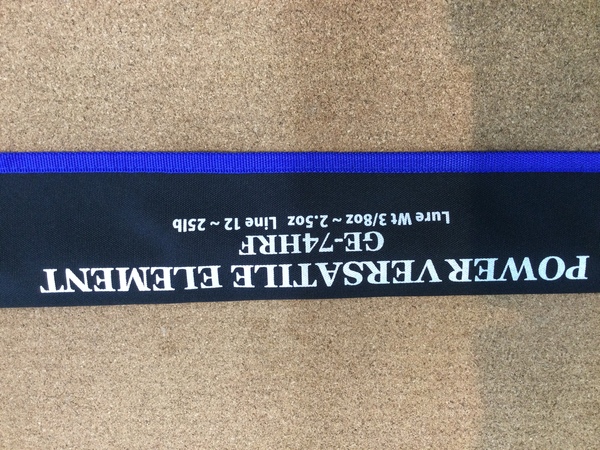 POWER VERSATILE ELEMENT
GE-74HRF
Lure Wt 3/8oz ~ 2.5oz Line 12 ~ 25lb